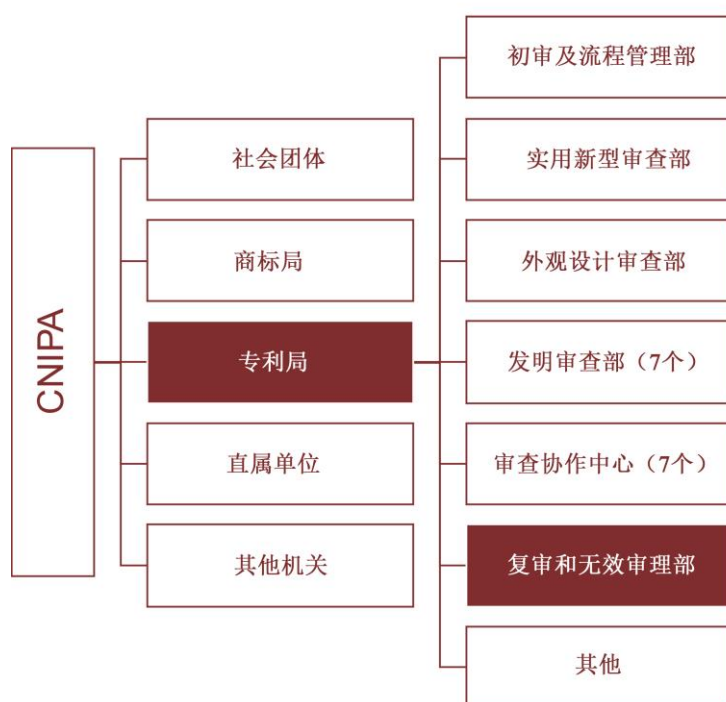 CNIPA
社会团体
商标局
专利局
直属单位
其他机关
初审及流程管理部
实用新型审查部
外观设计审查部
发明审查部（7个）
审查协作中心（7个）
复审和无效审理部
其他